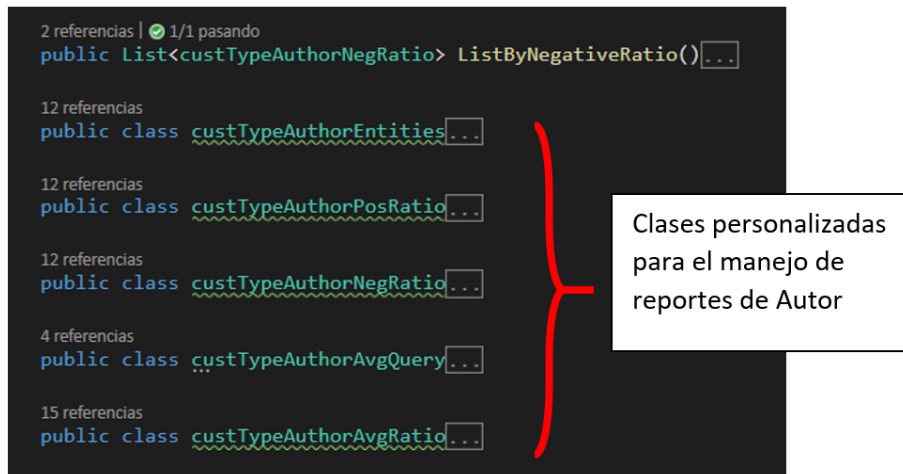 2 referencias | 1/1 pasando
public List<custTypeAuthorNegRatio> ListByNegativeRatio()...
12 referencias
public class custTypeAuthorEntities...
12 referencias
public class custTypeAuthorPosRatio...
12 referencias
public class custTypeAuthorNegRatio...
4 referencias
public class custTypeAuthorAvgQuery...
15 referencias
public class custTypeAuthorAvgRatio...
Clases personalizadas
para el manejo de
reportes de Autor